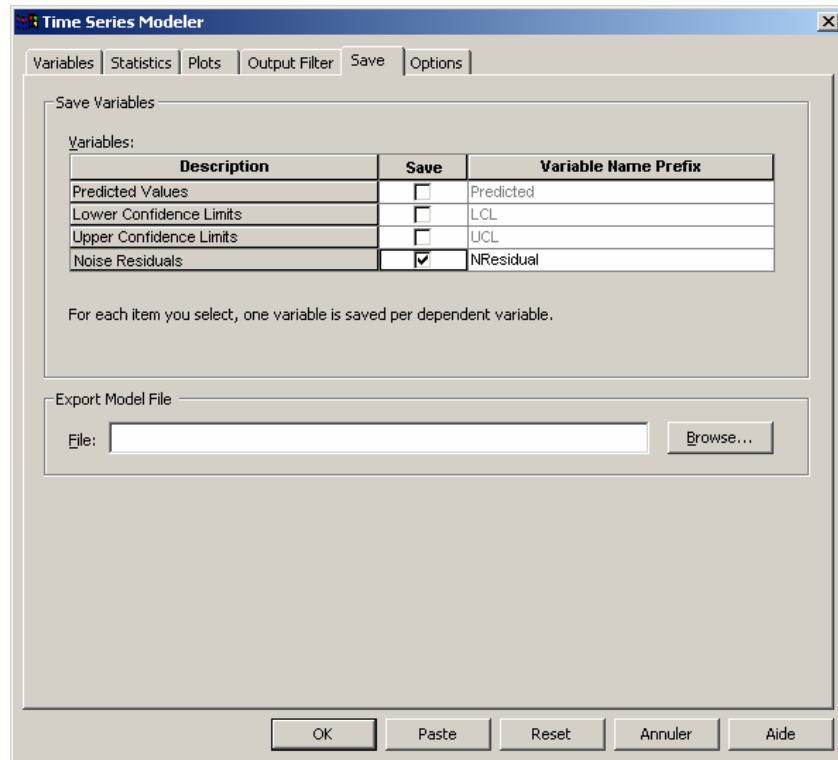 Time Series Modeler
Variables Statistics Plots Output Filter Save Options
Save Variables
Variables:
Description Save Variable Name Prefix
Predicted Values Predicted
Lower Confidence Limits LCL
Upper Confidence Limits UCL
Noise Residuals NResidual
For each item you select, one variable is saved per dependent variable.
Export Model File
File: Browse...
OK Paste Reset Annuler Aide